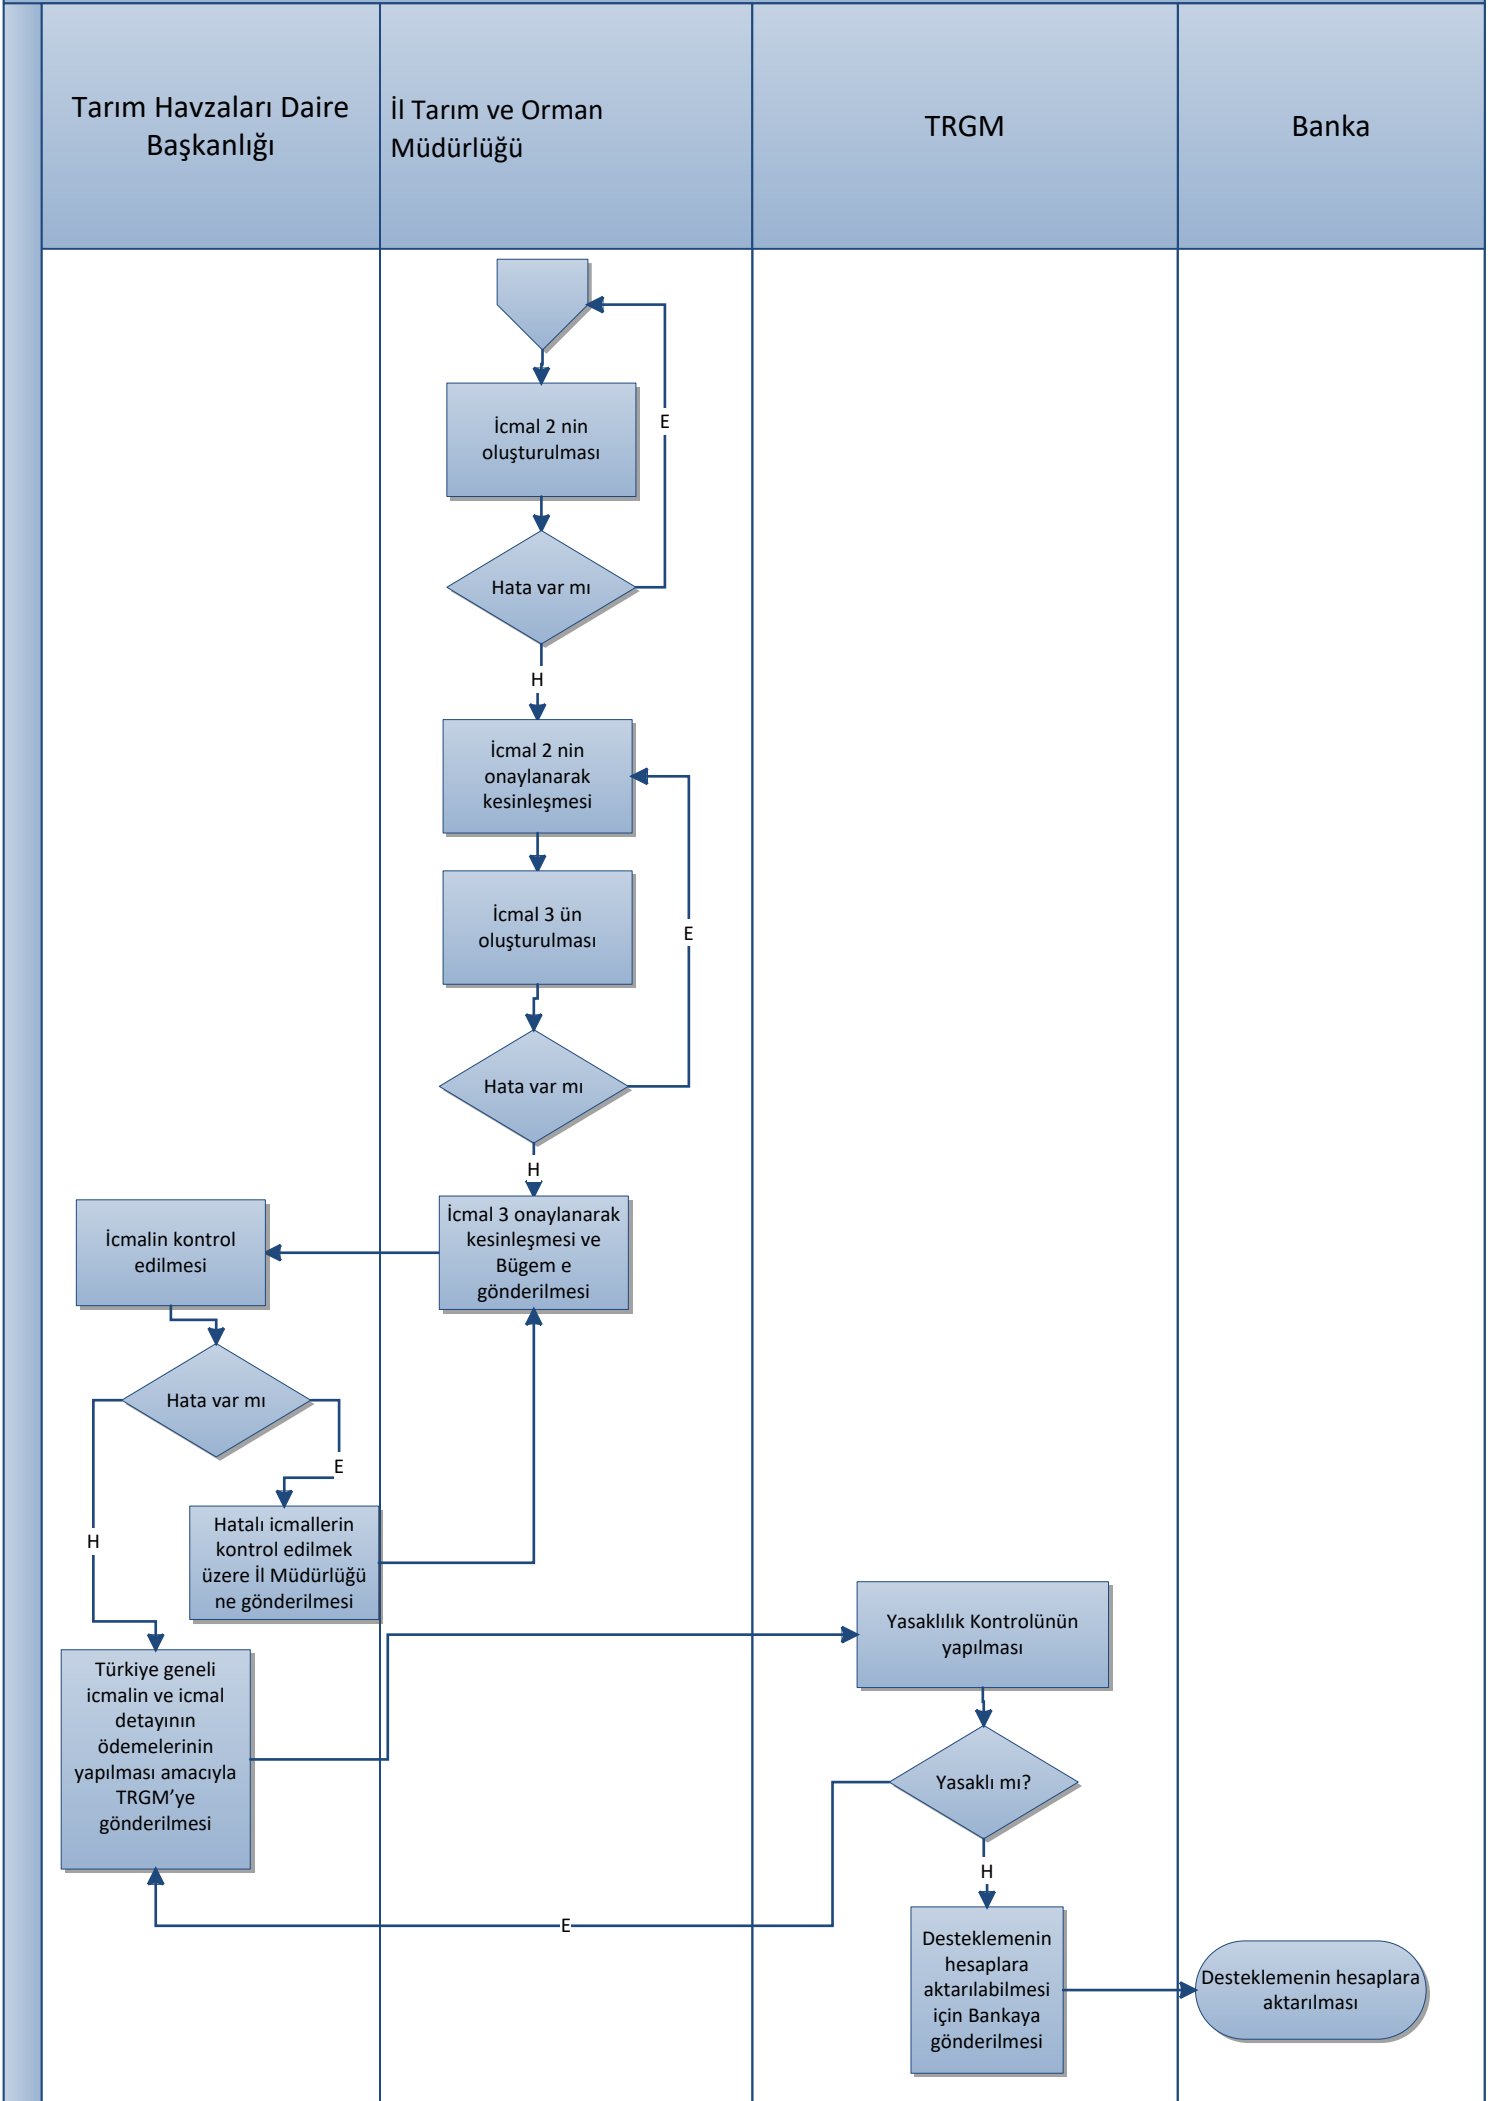 Tarım Havzaları Daire
Başkanlığı
İl Tarım ve Orman
Müdürlüğü
TRGM
Banka
İcmal 2 nin
oluşturulması
E
Hata var mı
H
İcmal 2 nin
onaylanarak
kesinleşmesi
İcmal 3 ün
oluşturulması
E
Hata var mı
H
İcmal 3 onaylanarak
kesinleşmesi ve
Bügem e
gönderilmesi
İcmalin kontrol
edilmesi
Hata var mı
E
H
Hatalı icmallerin
kontrol edilmek
üzere İl Müdürlüğü
ne gönderilmesi
Türkiye geneli
icmalin ve icmal
detayının
ödemelerinin
yapılması amacıyla
TRGM’ye
gönderilmesi
Yasaklılık Kontrolünün
yapılması
Yasaklı mı?
H
E
Desteklemenin
hesaplara
aktarılabilmesi
için Bankaya
gönderilmesi
Desteklemenin hesaplara
aktarılması